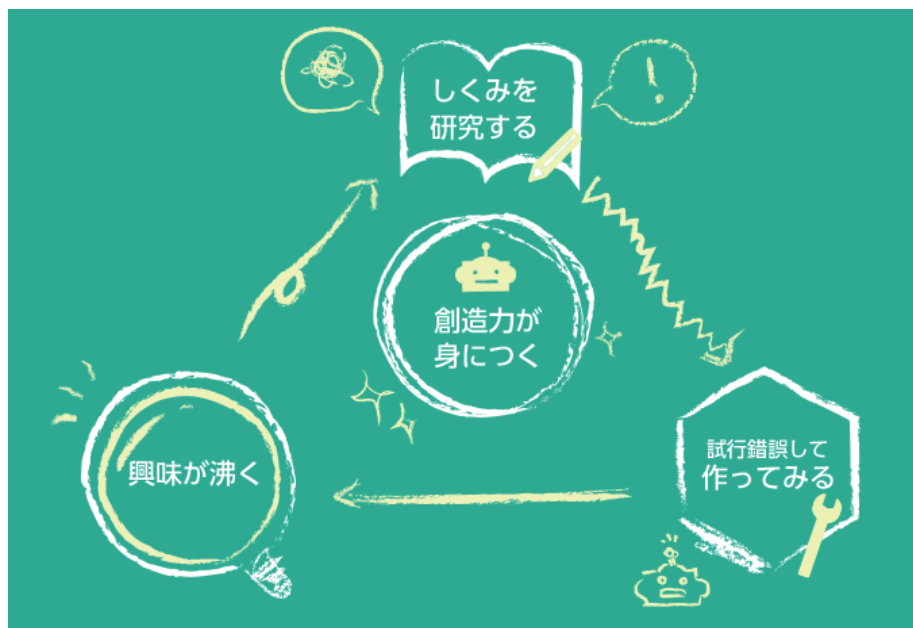 しくみを
研究する
創造力が
身につく
興味が沸く
試行錯誤して
作ってみる